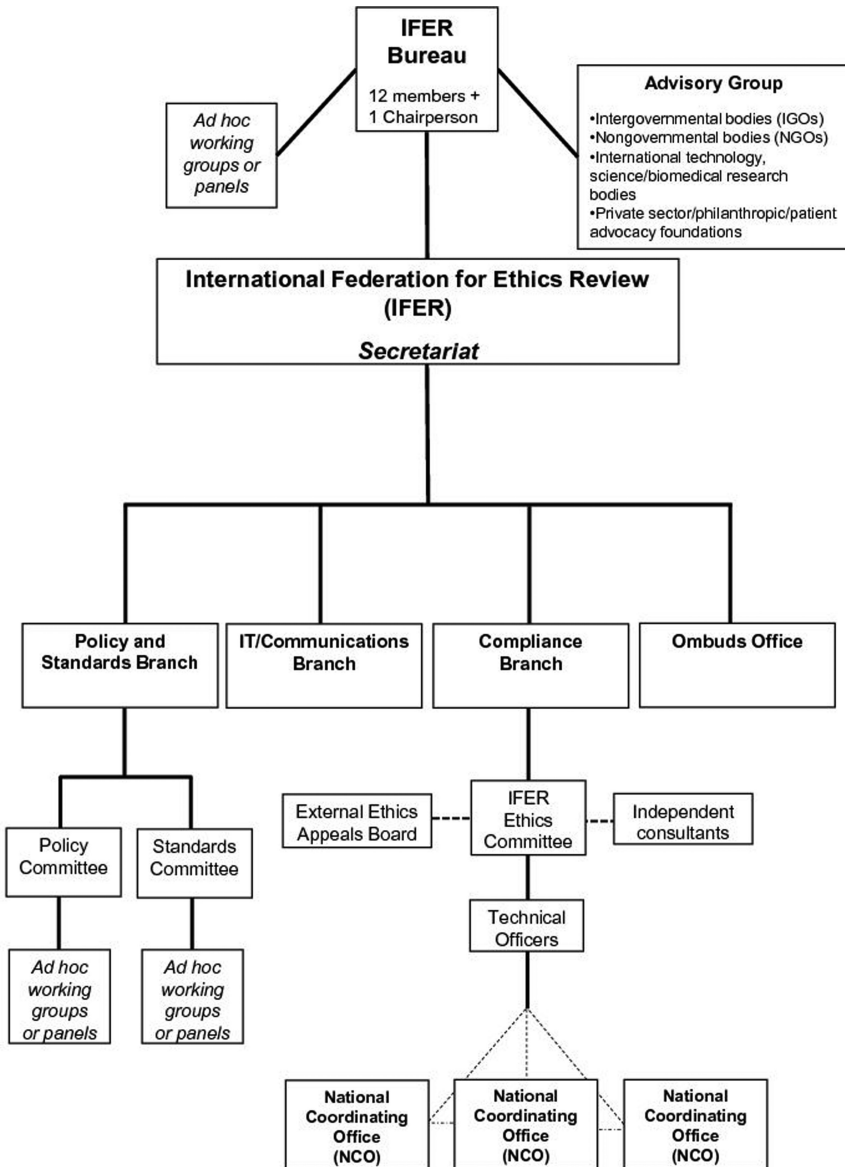 IFER
Bureau
12 members +
1 Chairperson
Ad hoc
working
groups or
panels
Advisory Group
•Intergovernmental bodies (IGOs)
•Nongovernmental bodies (NGOs)
•International technology,
science/biomedical research
bodies
•Private sector/philanthropic/patient
advocacy foundations
International Federation for Ethics Review
(IFER)
Secretariat
Policy and
Standards Branch
IT/Communications
Branch
Compliance
Branch
Ombuds Office
Policy
Committee
Standards
Committee
Ad hoc
working
groups
or panels
Ad hoc
working
groups
or panels
External Ethics
Appeals Board
IFER
Ethics
Committee
Independent
consultants
Technical
Officers
National
Coordinating
Office
(NCO)
National
Coordinating
Office
(NCO)
National
Coordinating
Office
(NCO)